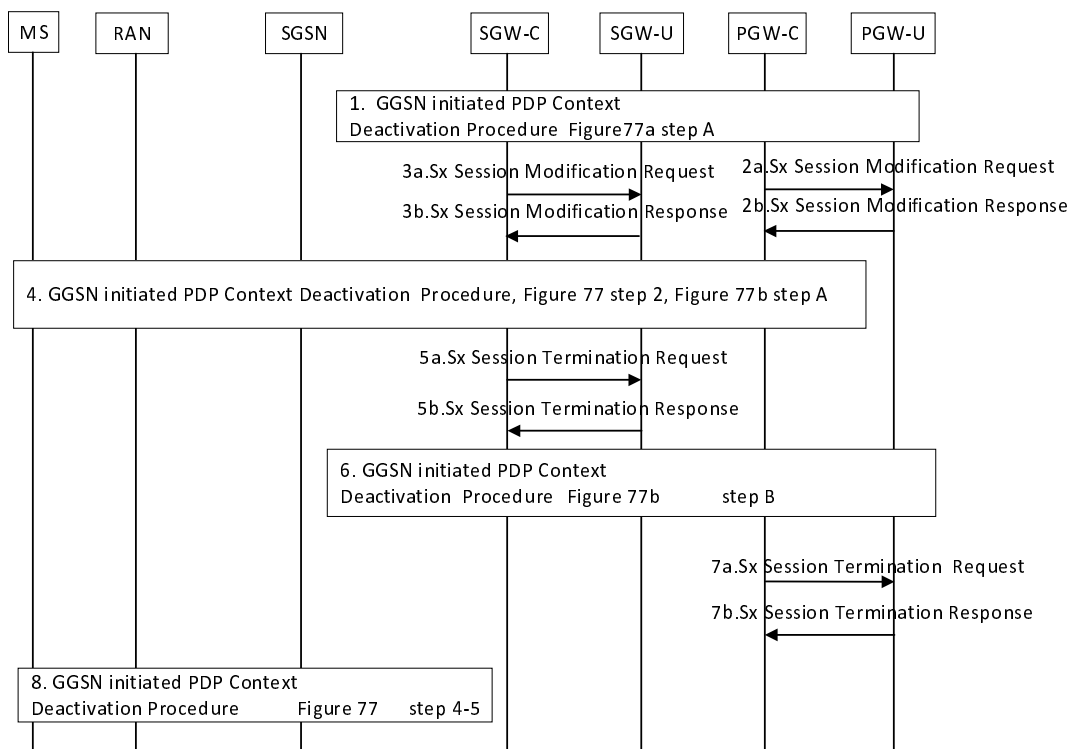 MS
RAN
SGSN
SGW-C
SGW-U
PGW-C
PGW-U
1. GGSN initiated PDP Context
Deactivation Procedure Figure77a step A
3a.Sx Session Modification Request
2a.Sx Session Modification Request
3b.Sx Session Modification Response
2b.Sx Session Modification Response
4. GGSN initiated PDP Context Deactivation Procedure, Figure 77 step 2, Figure 77b step A
5a.Sx Session Termination Request
5b.Sx Session Termination Response
6. GGSN initiated PDP Context
Deactivation Procedure Figure 77b step B
7a.Sx Session Termination Request
7b.Sx Session Termination Response
8. GGSN initiated PDP Context
Deactivation Procedure Figure 77 step 4-5